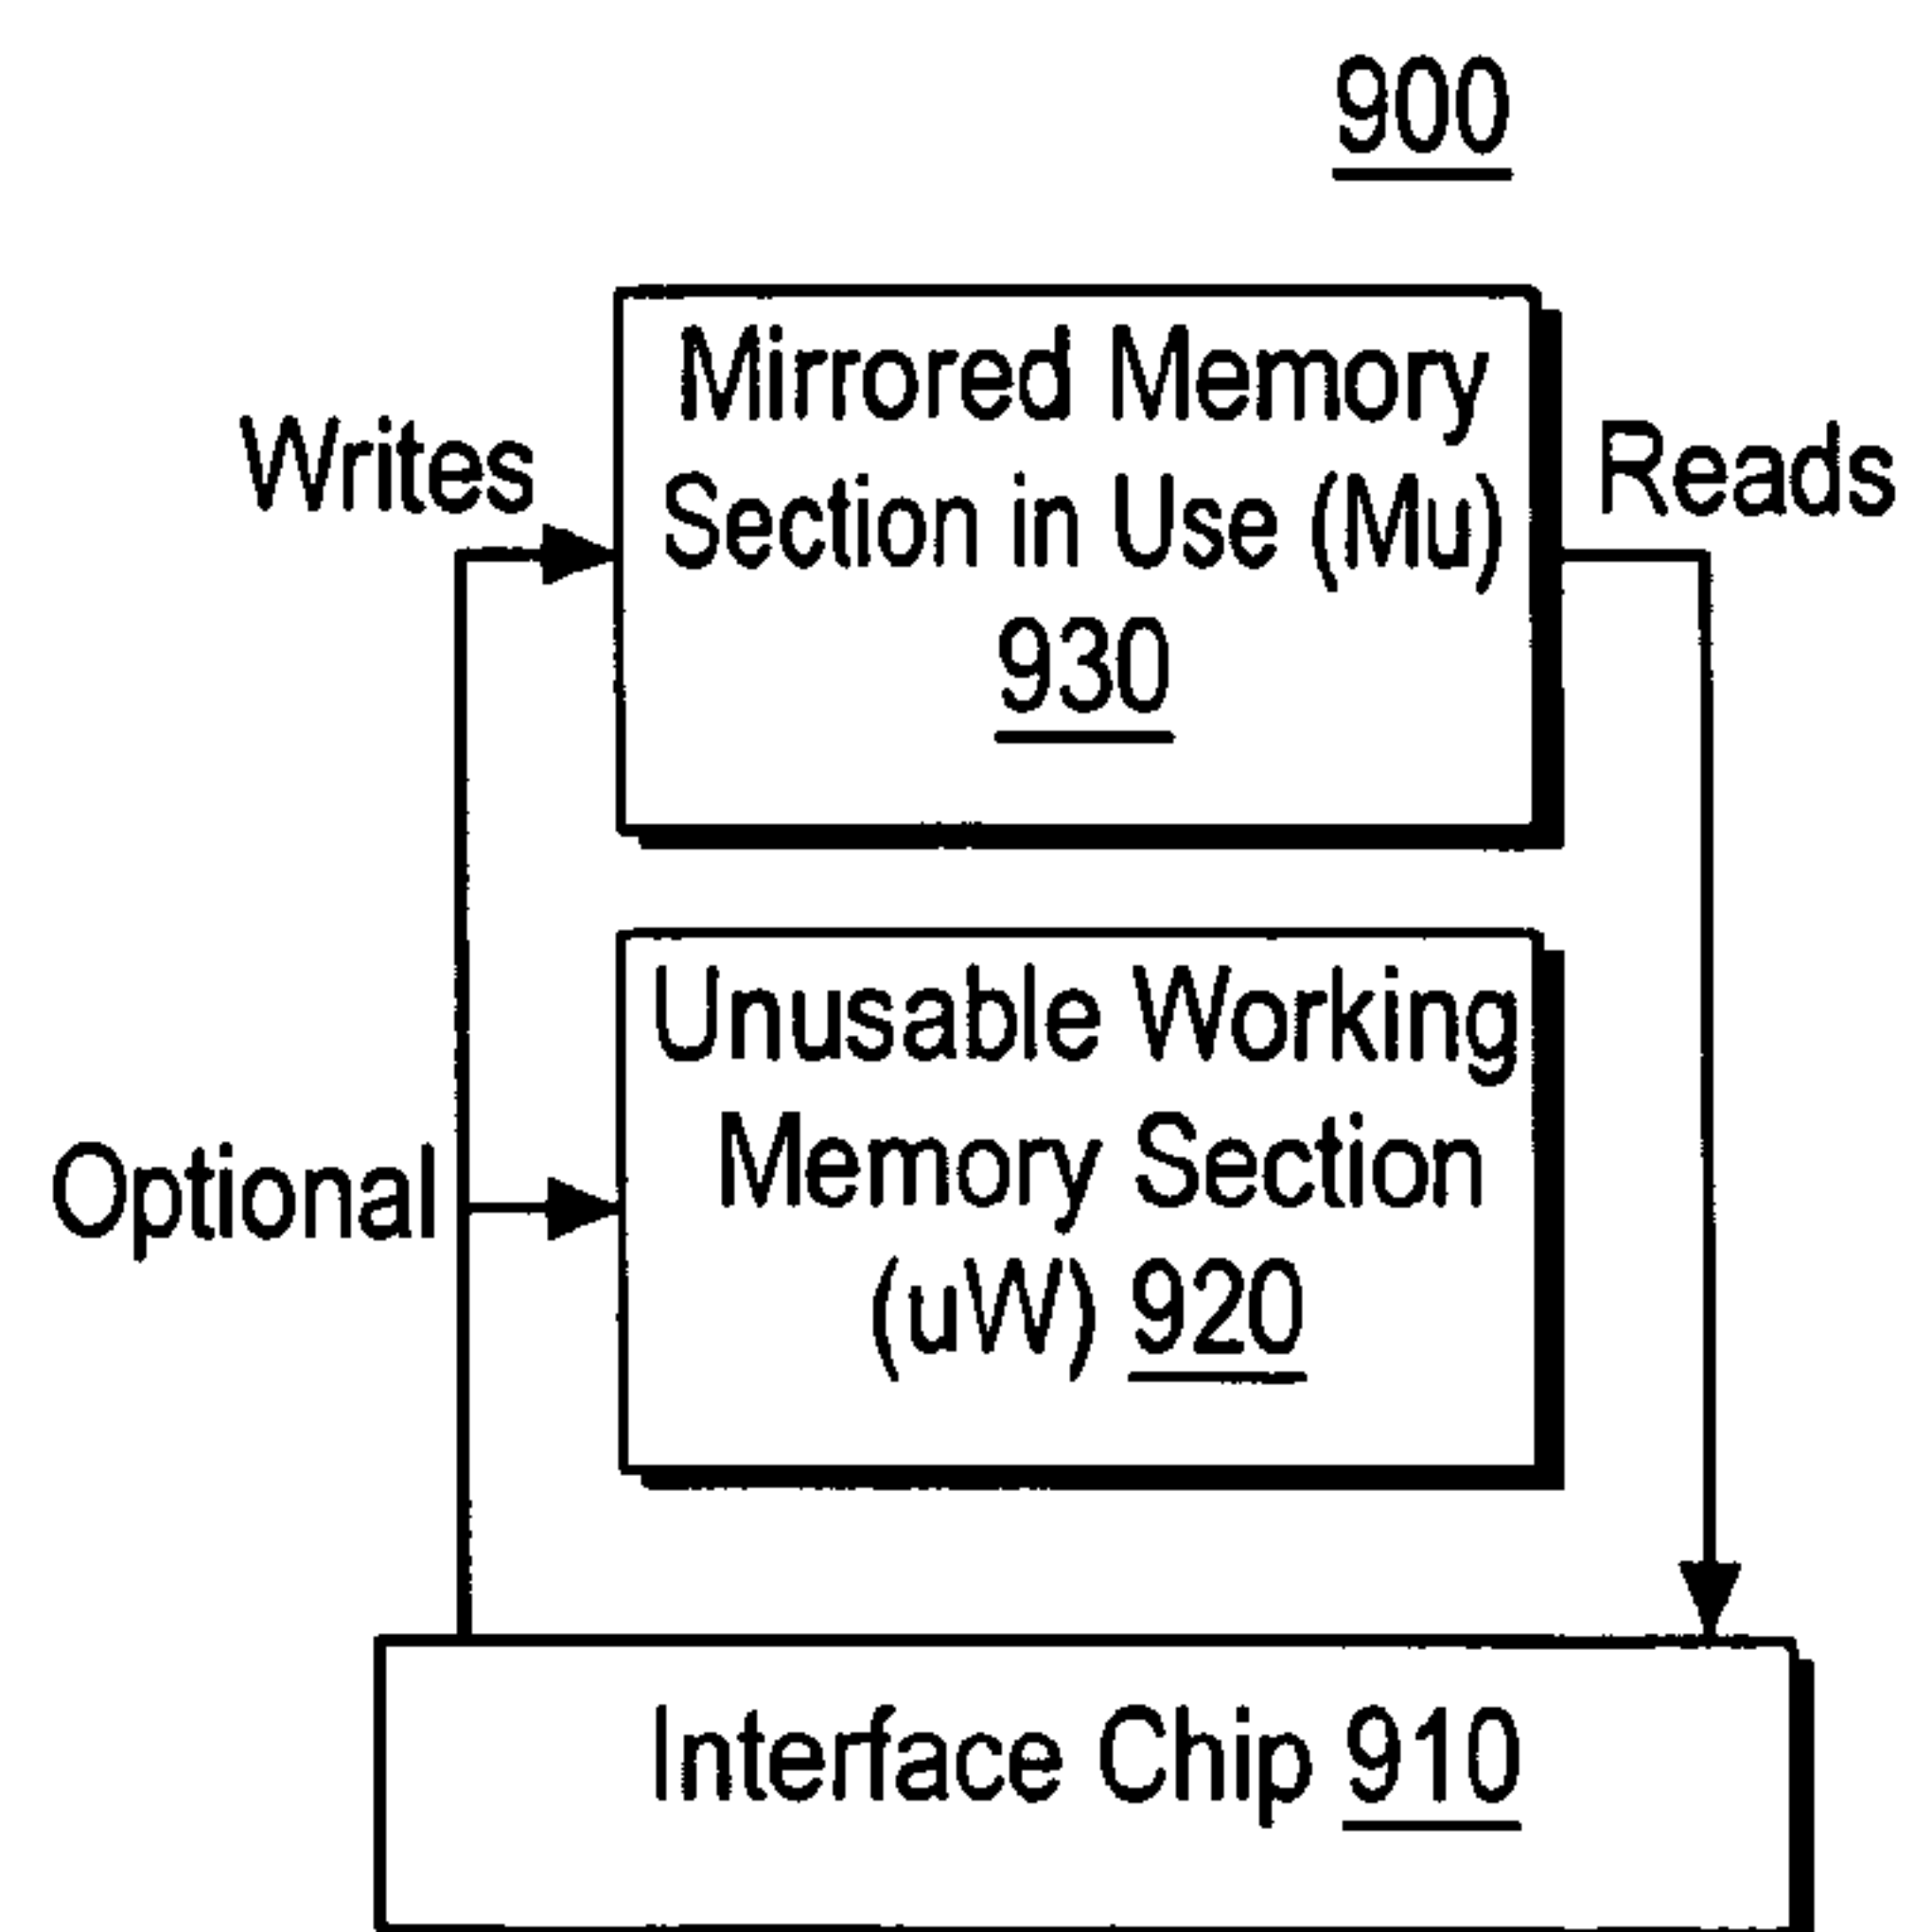 900
Mirrored Memory
Section in Use (Mu)
930
Writes
Reads
Unusable Working
Memory Section
(uW) 920
Optional
Interface Chip 910